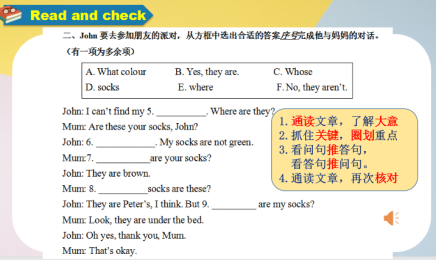 Read and check
二、John 要去参加朋友的派对，从方框中选出合适的答案序号完成他与妈妈的对话。
（有一项为多余项）
A. What colour B. Yes, they are. C. Whose
D. socks E. where F. No, they aren't.
John: I can't find my 5. __________. Where are they?
Mum: Are these your socks, John?
John: 6. ____________. My socks are not green.
Mum:7. __________are your socks?
John: They are brown.
Mum: 8. __________socks are these?
John: They are Peter's, I think. But 9. _________ are my socks?
Mum: Look, they are under the bed.
John: Oh yes, thank you, Mum.
Mum: That's okay.
1. 通读文章，了解大意
2. 抓住关键，圈划重点
3. 看问句推答句，
看答句推问句。
4. 通读文章，再次核对